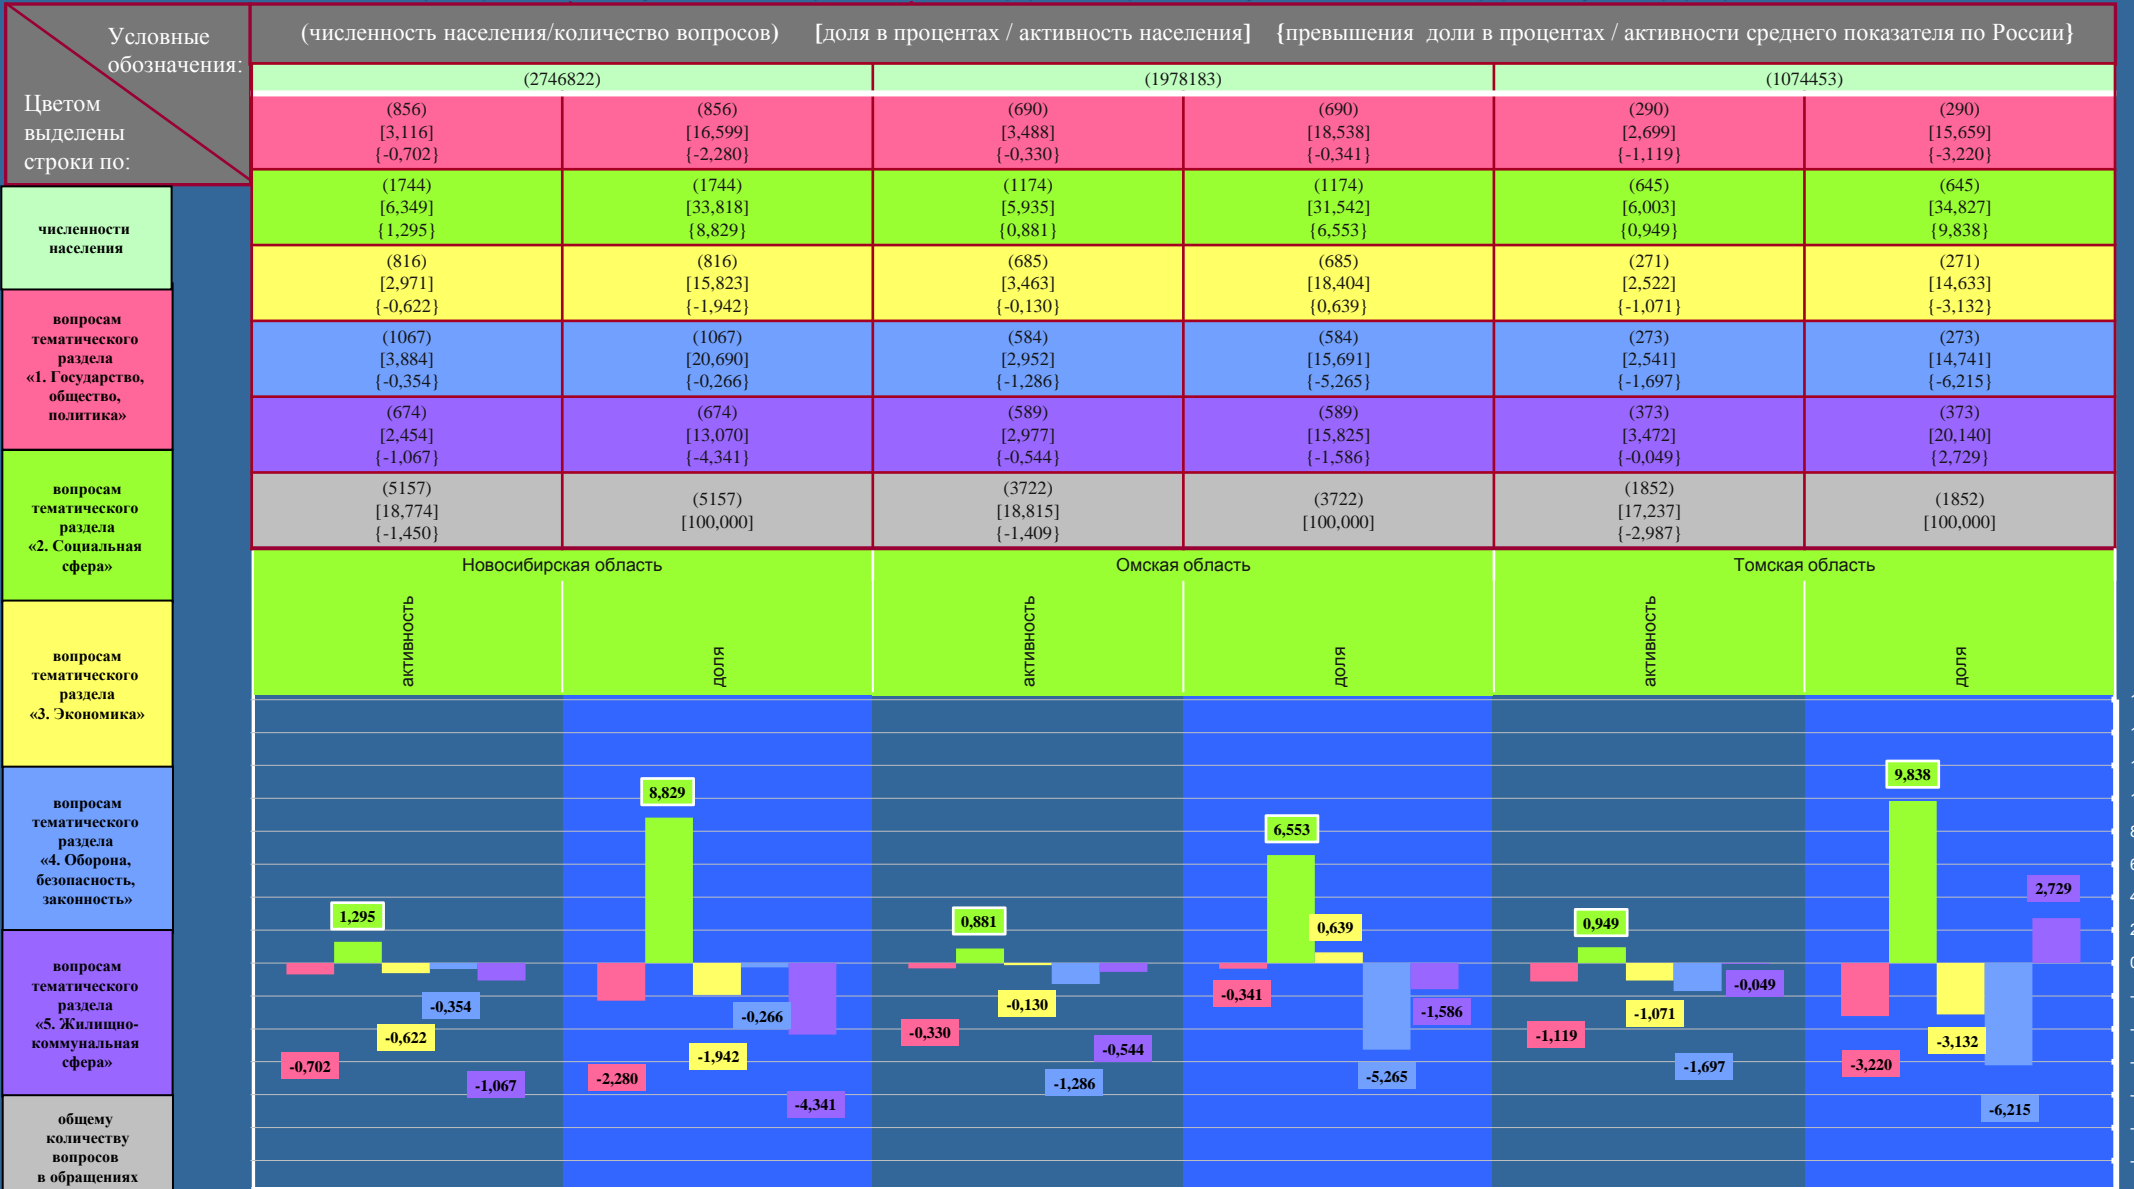 Условные
обозначения:
Цветом
выделены
строки по:
(численность населения/количество вопросов) [доля в процентах / активность населения] {превышения доли в процентах / активности среднего показателя по России}
(2746822) (1978183) (1074453)
(856) (856) (690) (690) (290) (290)
[3,116] [16,599] [3,488] [18,538] [2,699] [15,659]
{-0,702} {-2,280} {-0,330} {-0,341} {-1,119} {-3,220}
(1744) (1744) (1174) (1174) (645) (645)
[6,349] [33,818] [5,935] [31,542] [6,003] [34,827]
{1,295} {8,829} {0,881} {6,553} {0,949} {9,838}
(816) (816) (685) (685) (271) (271)
[2,971] [15,823] [3,463] [18,404] [2,522] [14,633]
{-0,622} {-1,942} {-0,130} {0,639} {-1,071} {-3,132}
(1067) (1067) (584) (584) (273) (273)
[3,884] [20,690] [2,952] [15,691] [2,541] [14,741]
{-0,354} {-0,266} {-1,286} {-5,265} {-1,697} {-6,215}
(674) (674) (589) (589) (373) (373)
[2,454] [13,070] [2,977] [15,825] [3,472] [20,140]
{-1,067} {-4,341} {-0,544} {-1,586} {-0,049} {2,729}
(5157) (5157) (3722) (3722) (1852) (1852)
[18,774] [100,000] [18,815] [100,000] [17,237] [100,000]
{-1,450} {-1,409} {-2,987}
численности
населения
вопросам
тематического
раздела
«1. Государство,
общество,
политика»
вопросам
тематического
раздела
«2. Социальная
сфера»
вопросам
тематического
раздела
«3. Экономика»
вопросам
тематического
раздела
«4. Оборона,
безопасность,
законность»
вопросам
тематического
раздела
«5. Жилищно-
коммунальная
сфера»
общему
количеству
вопросов
в обращениях
Новосибирская область Омская область Томская область
активность доля активность доля активность доля
-0,702 1,295 -0,622 -0,354 -1,067
-2,280 8,829 -1,942 -0,266 -4,341
-0,330 0,881 -0,130 -1,286 -0,544
-0,341 6,553 0,639 -5,265 -1,586
-1,119 0,949 -1,071 -1,697 -0,049
-3,220 9,838 -3,132 -6,215 2,729